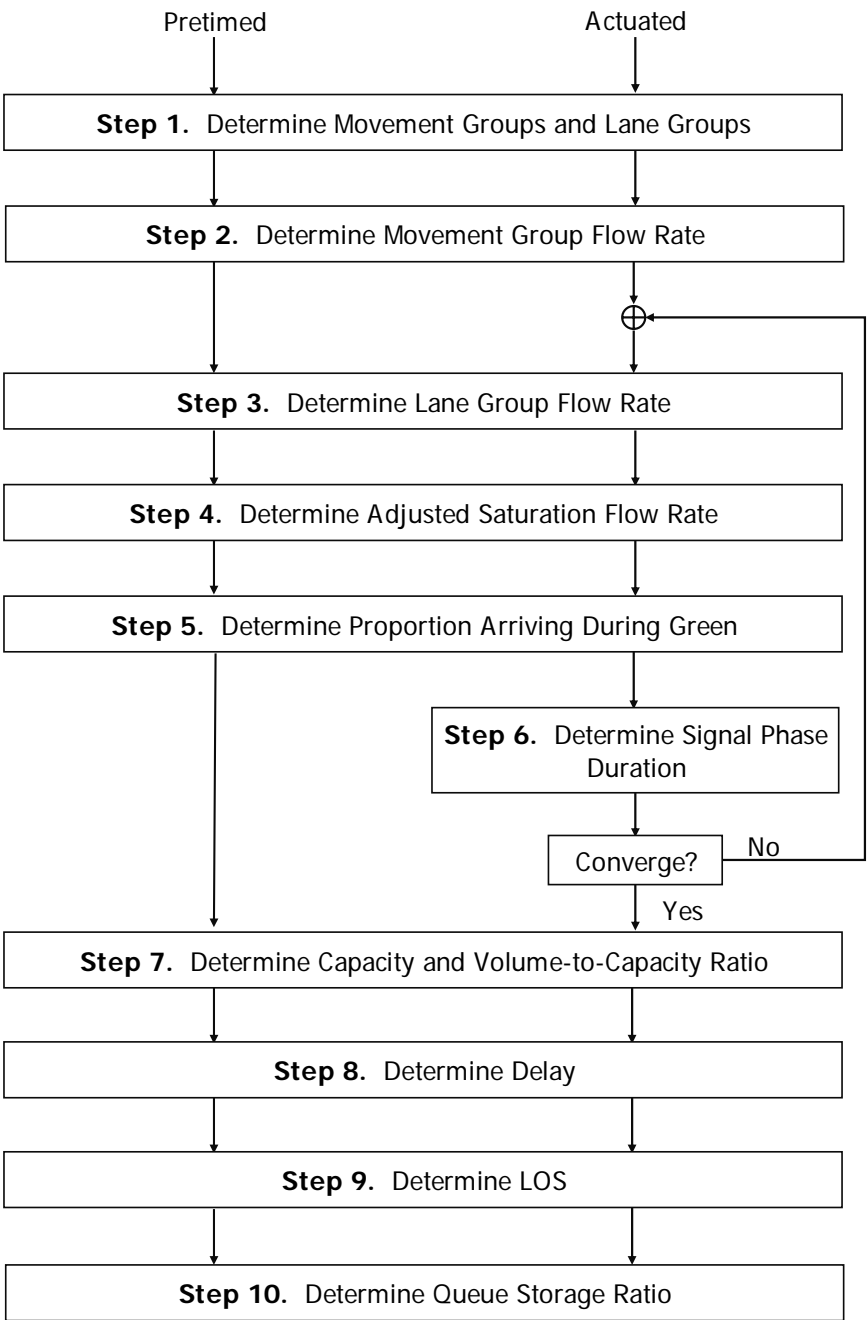 Pretimed
Actuated
Step 1. Determine Movement Groups and Lane Groups
Step 2. Determine Movement Group Flow Rate
Step 3. Determine Lane Group Flow Rate
Step 4. Determine Adjusted Saturation Flow Rate
Step 5. Determine Proportion Arriving During Green
Step 6. Determine Signal Phase
Duration
Converge?
No
Yes
Step 7. Determine Capacity and Volume-to-Capacity Ratio
Step 8. Determine Delay
Step 9. Determine LOS
Step 10. Determine Queue Storage Ratio